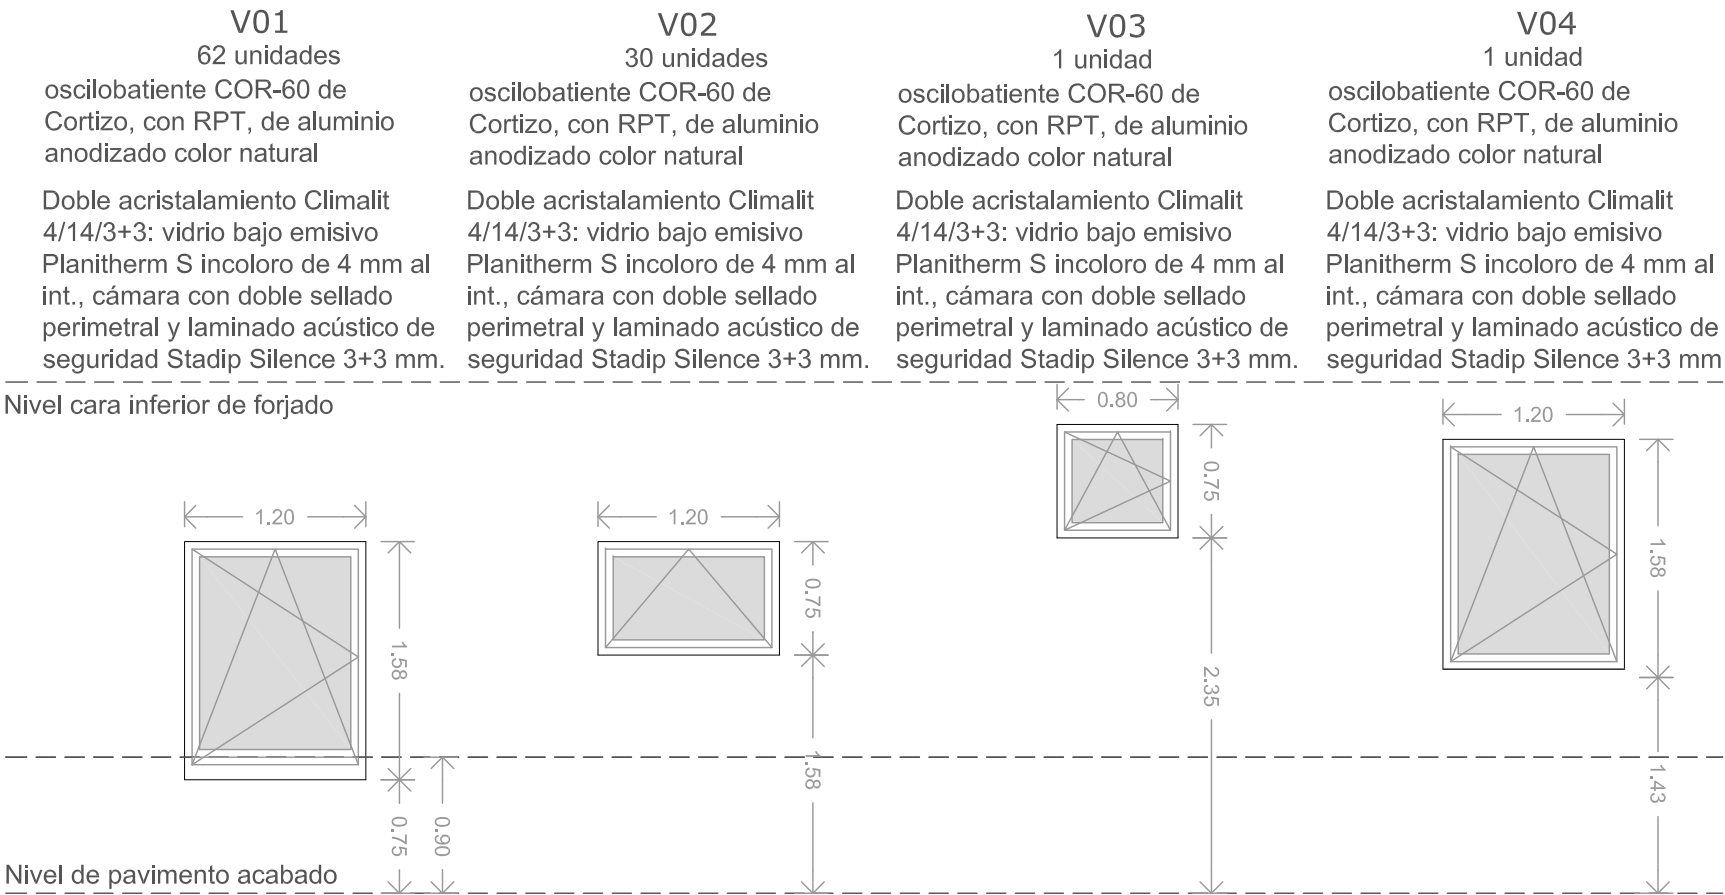 V01
62 unidades
oscilobatiente COR-60 de
Cortizo, con RPT, de aluminio
anodizado color natural
Doble acristalamiento Climalit
4/14/3+3: vidrio bajo emisivo
Planitherm S incoloro de 4 mm al
int., cámara con doble sellado
perimetral y laminado acústico de
seguridad Stadip Silence 3+3 mm.
V02
30 unidades
oscilobatiente COR-60 de
Cortizo, con RPT, de aluminio
anodizado color natural
Doble acristalamiento Climalit
4/14/3+3: vidrio bajo emisivo
Planitherm S incoloro de 4 mm al
int., cámara con doble sellado
perimetral y laminado acústico de
seguridad Stadip Silence 3+3 mm.
V03
1 unidad
oscilobatiente COR-60 de
Cortizo, con RPT, de aluminio
anodizado color natural
Doble acristalamiento Climalit
4/14/3+3: vidrio bajo emisivo
Planitherm S incoloro de 4 mm al
int., cámara con doble sellado
perimetral y laminado acústico de
seguridad Stadip Silence 3+3 mm.
V04
1 unidad
oscilobatiente COR-60 de
Cortizo, con RPT, de aluminio
anodizado color natural
Doble acristalamiento Climalit
4/14/3+3: vidrio bajo emisivo
Planitherm S incoloro de 4 mm al
int., cámara con doble sellado
perimetral y laminado acústico de
seguridad Stadip Silence 3+3 mm
Nivel cara inferior de forjado
1.20
1.58
0.75
0.90
1.20
0.75
1.58
0.80
0.75
2.35
1.20
1.58
1.43
Nivel de pavimento acabado